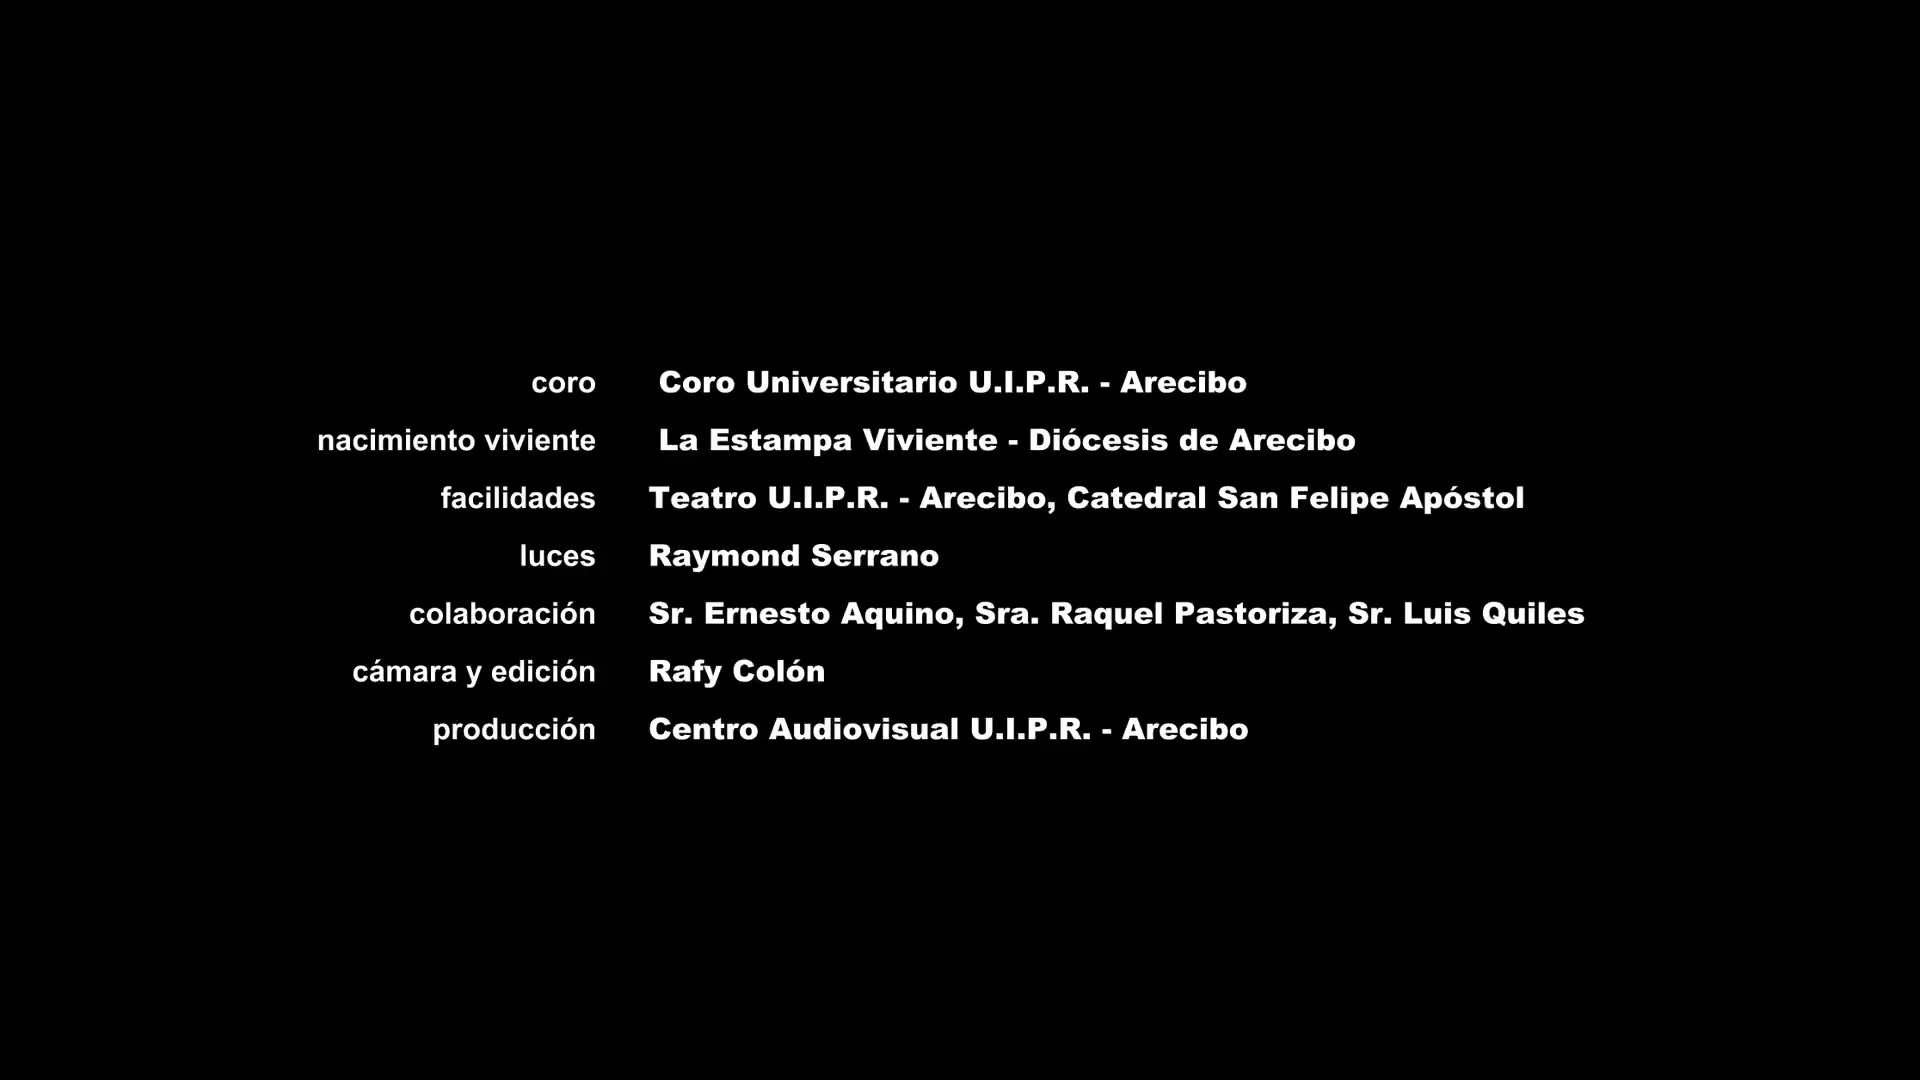 coro Coro Universitario U.I.P.R. - Arecibo
nacimiento viviente La Estampa Viviente - Diócesis de Arecibo
facilidades Teatro U.I.P.R. - Arecibo, Catedral San Felipe Apóstol
luces Raymond Serrano
colaboración Sr. Ernesto Aquino, Sra. Raquel Pastoriza, Sr. Luis Quiles
cámara y edición Rafy Colón
producción Centro Audiovisual U.I.P.R. - Arecibo